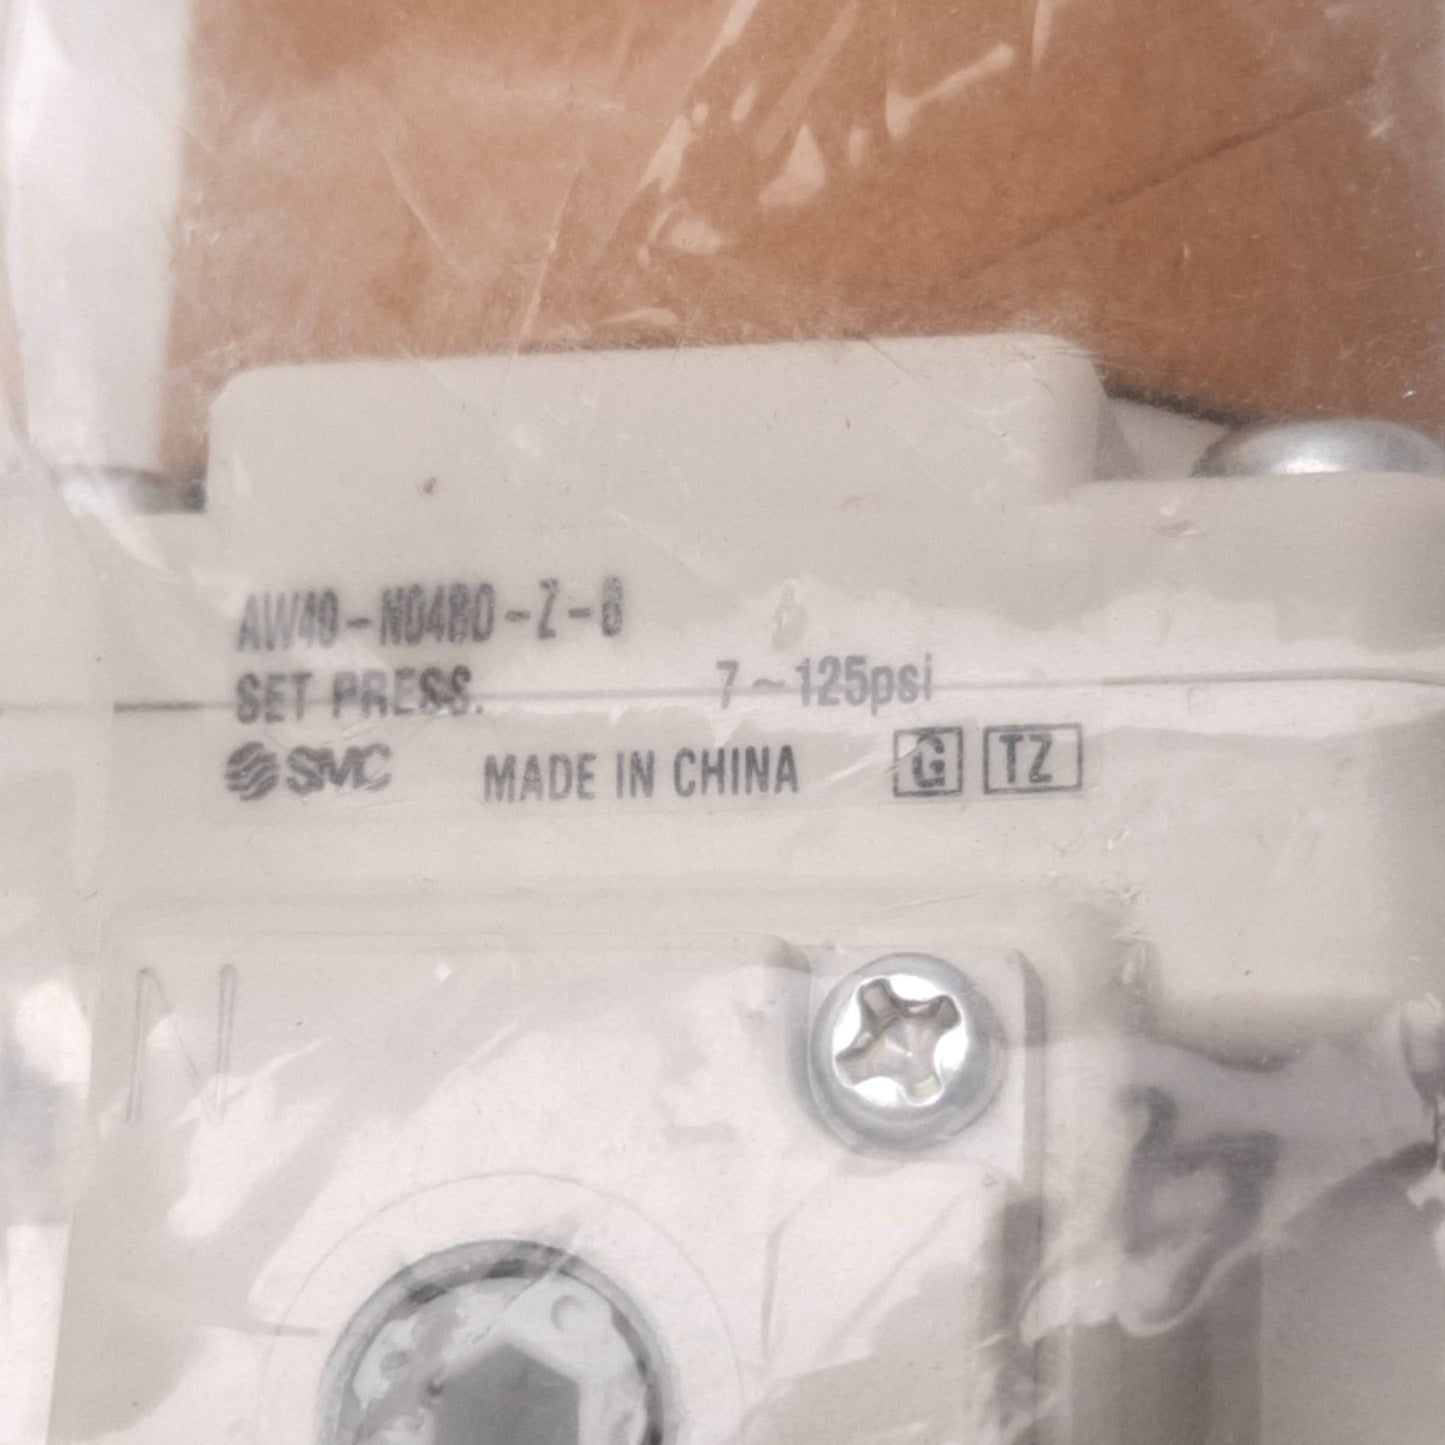 AW40-N04BD-Z-B
SET PRESS. 7~125psi
SMC MADE IN CHINA G TZ
N